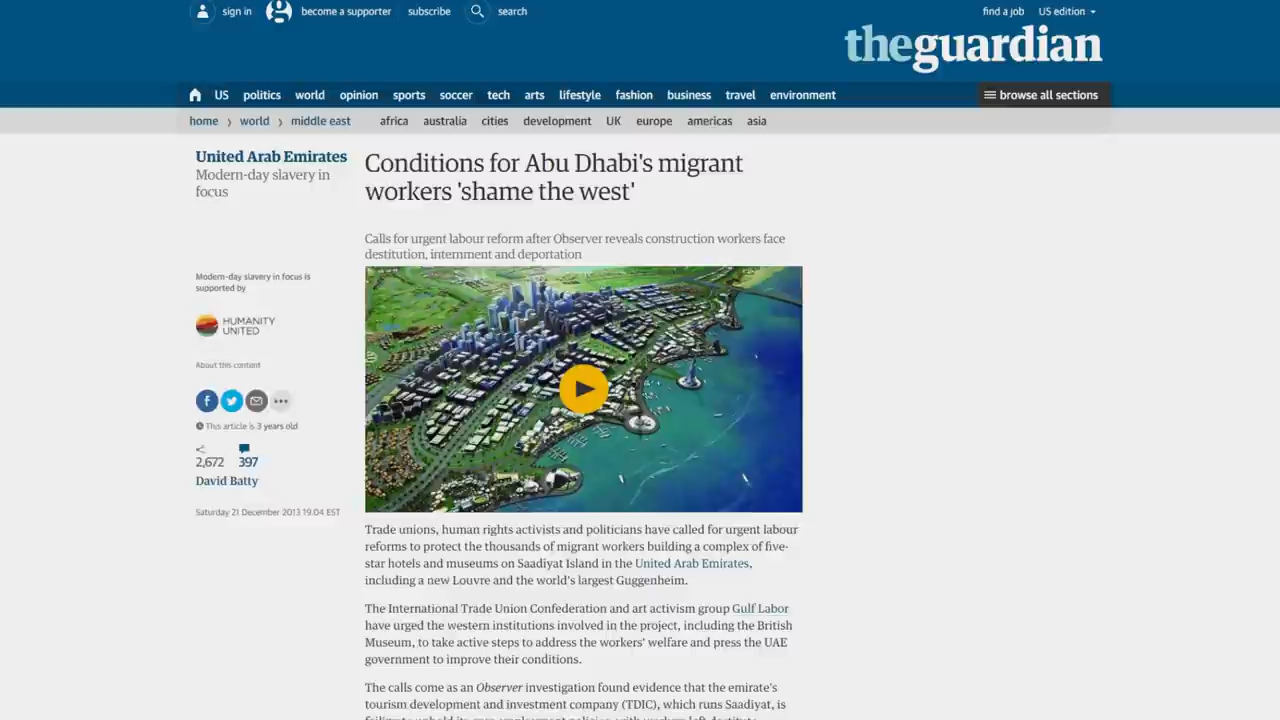 sign in
become a supporter
subscribe
search
find a job
US edition
theguardian
US politics world opinion sports soccer tech arts lifestyle fashion business travel environment
browse all sections
home › world › middle east
africa australia cities development UK europe americas asia
United Arab Emirates
Modern-day slavery in
focus
Conditions for Abu Dhabi's migrant
workers 'shame the west'
Calls for urgent labour reform after Observer reveals construction workers face
destitution, internment and deportation
Modern-day slavery in focus is
supported by
HUMANITY
UNITED
About this content
This article is 3 years old
2,672 397
David Batty
Saturday 21 December 2013 19.04 EST
Trade unions, human rights activists and politicians have called for urgent labour
reforms to protect the thousands of migrant workers building a complex of five-
star hotels and museums on Saadiyat Island in the United Arab Emirates,
including a new Louvre and the world's largest Guggenheim.
The International Trade Union Confederation and art activism group Gulf Labor
have urged the western institutions involved in the project, including the British
Museum, to take active steps to address the workers' welfare and press the UAE
government to improve their conditions.
The calls come as an Observer investigation found evidence that the emirate's
tourism development and investment company (TDIC), which runs Saadiyat, is